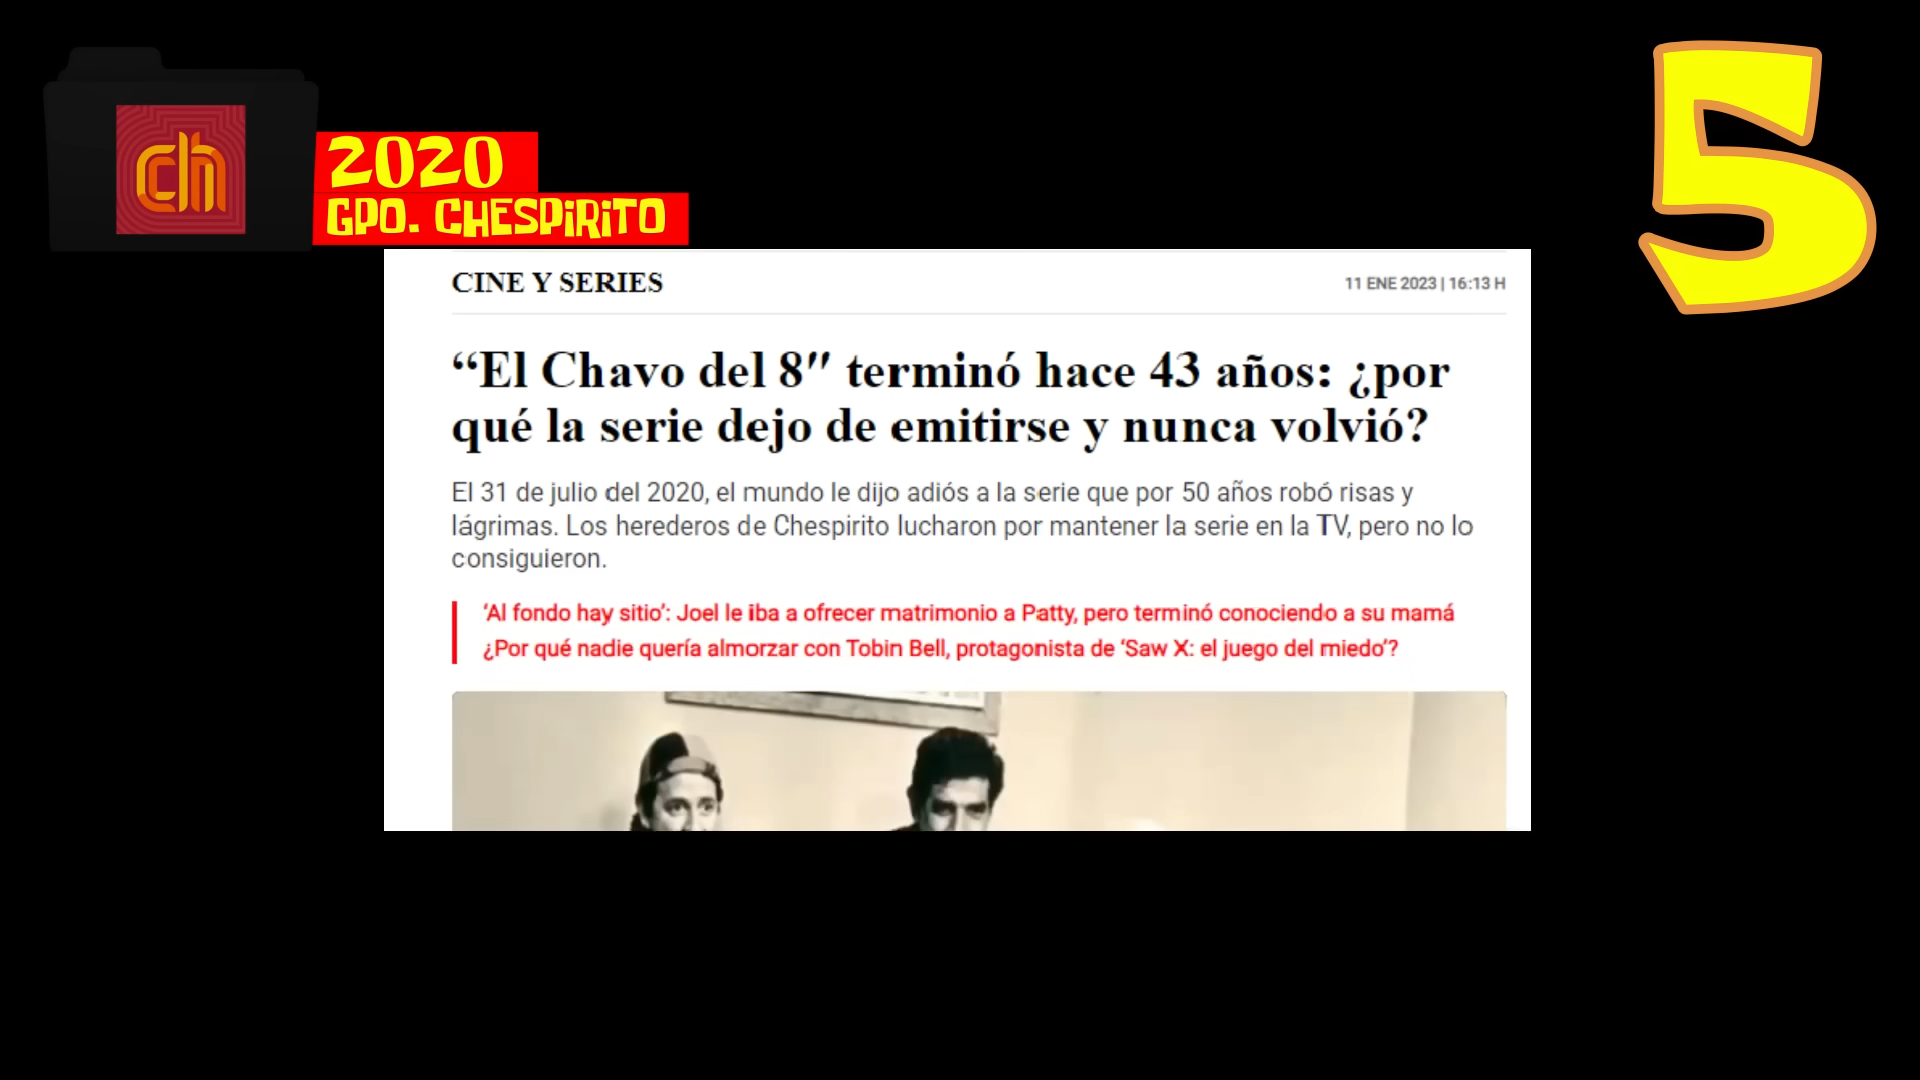 5
ch
2020
GPO. CHESPiRiTO
CINE Y SERIES
11 ENE 2023 | 16:13 H
“El Chavo del 8″ terminó hace 43 años: ¿por
qué la serie dejo de emitirse y nunca volvió?
El 31 de julio del 2020, el mundo le dijo adiós a la serie que por 50 años robó risas y
lágrimas. Los herederos de Chespirito lucharon por mantener la serie en la TV, pero no lo
consiguieron.
‘Al fondo hay sitio’: Joel le iba a ofrecer matrimonio a Patty, pero terminó conociendo a su mamá
¿Por qué nadie quería almorzar con Tobin Bell, protagonista de ‘Saw X: el juego del miedo’?